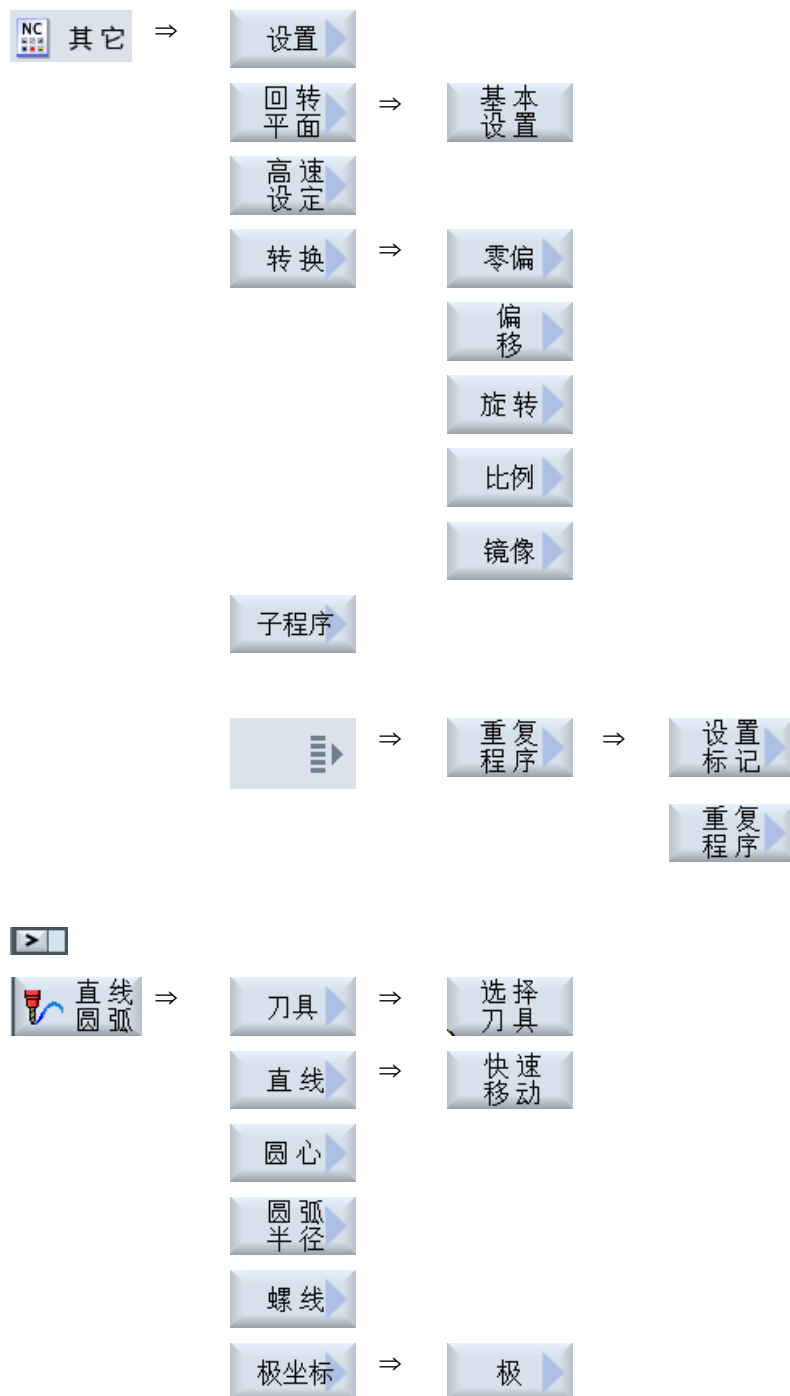 NC 其它 ⇒ 设置
回转平面 ⇒ 基本设置
高速设定
转换 ⇒ 零偏
偏移
旋转
比例
镜像
子程序
⇒ 重复程序 ⇒ 设置标记
重复程序
>
直线圆弧 ⇒ 刀具 ⇒ 选择刀具
直线 ⇒ 快速移动
圆心
圆弧半径
螺线
极坐标 ⇒ 极